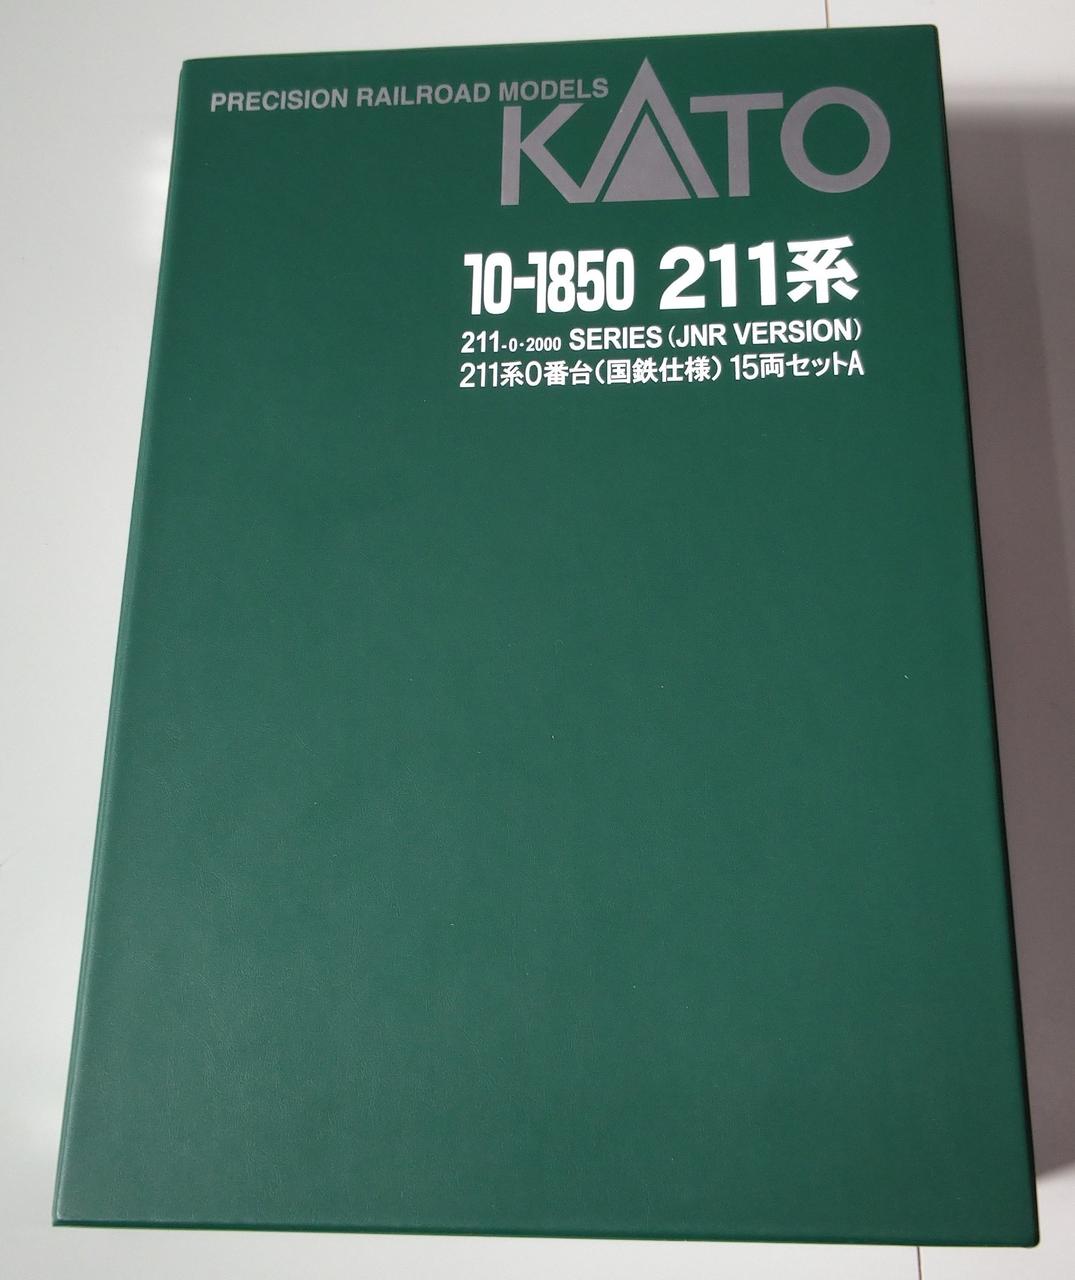 PRECISION RAILROAD MODELS
KATO
10-1850 211系
211-0・2000 SERIES (JNR VERSION)
211系0番台(国鉄仕様) 15両セットA